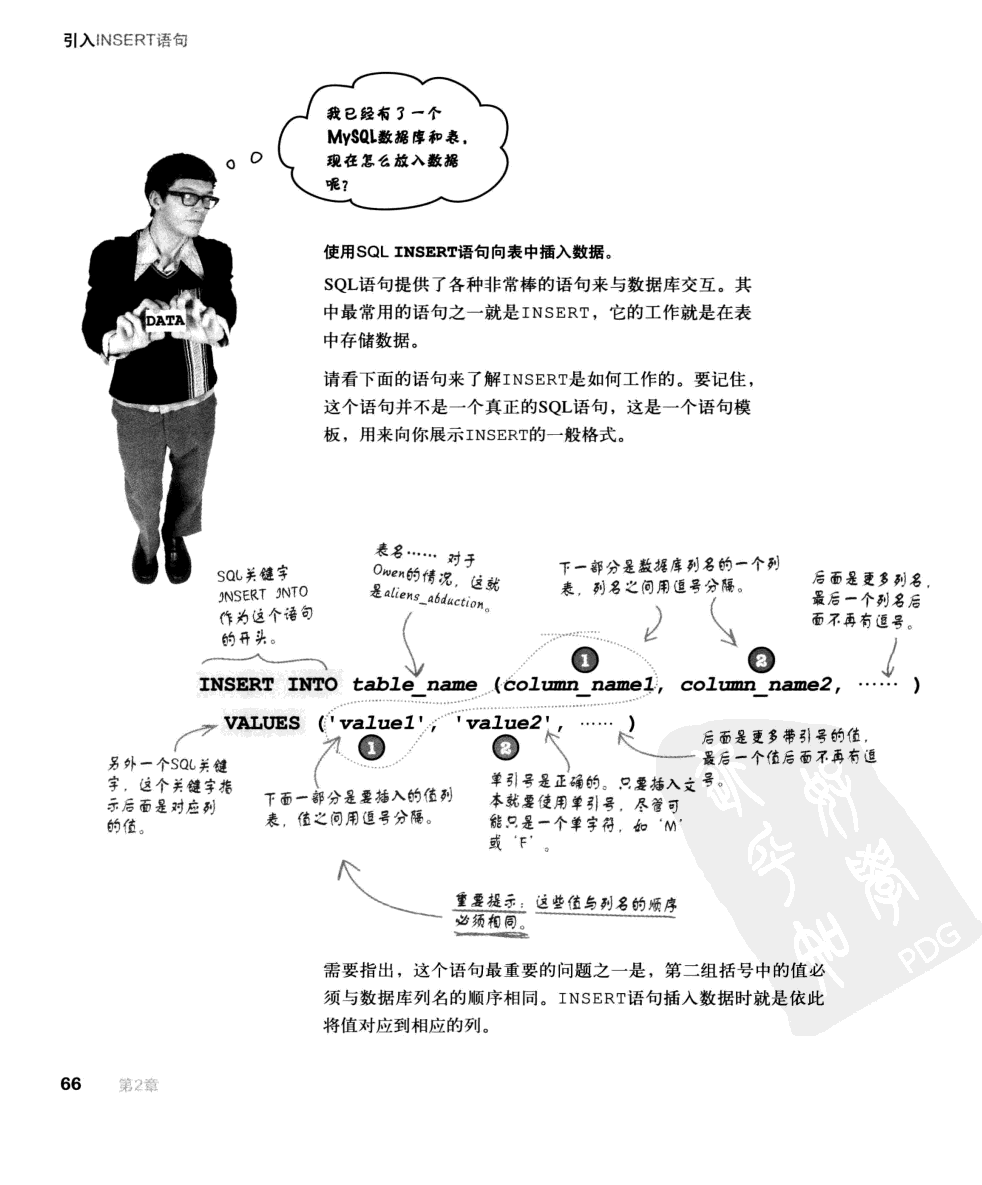 引入INSERT语句
我已经有了一个
MySQL数据库和表，
现在怎么放入数据
呢？
DATA
使用SQL INSERT语句向表中插入数据。
SQL语句提供了各种非常棒的语句来与数据库交互。其
中最常用的语句之一就是INSERT，它的工作就是在表
中存储数据。
请看下面的语句来了解INSERT是如何工作的。要记住，
这个语句并不是一个真正的SQL语句，这是一个语句模
板，用来向你展示INSERT的一般格式。
SQL关键字
INSERT INTO
作为这个语句
的开头。
表名…… 对于
Owen的情况，这就
是aliens_abduction。
下一部分是数据库列名的一个列
表，列名之间用逗号分隔。
后面是更多列名，
最后一个列名后
面不再有逗号。
1
2
INSERT INTO table_name (column_name1, column_name2, …… )
VALUES ('value1', 'value2', …… )
1
2
另外一个SQL关键
字，这个关键字指
示后面是对应列
的值。
下面一部分是要插入的值列
表，值之间用逗号分隔。
单引号是正确的。只要插入文
本就要使用单引号，尽管可
能只是一个单字符，如‘M’
或‘F’。
后面是更多带引号的值，
最后一个值后面不再有逗
号。
重要提示：这些值与列名的顺序
必须相同。
需要指出，这个语句最重要的问题之一是，第二组括号中的值必
须与数据库列名的顺序相同。INSERT语句插入数据时就是依此
将值对应到相应的列。
PDG
66 第2章